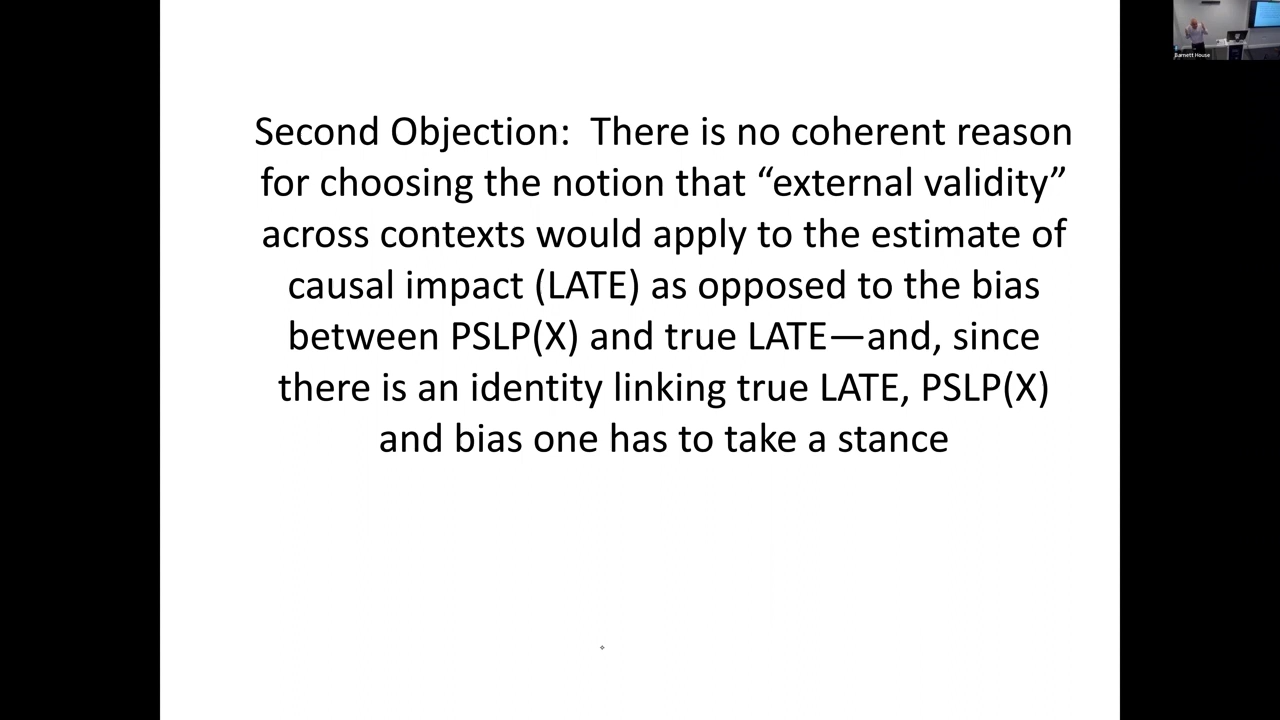 Barnett House
Second Objection:  There is no coherent reason
for choosing the notion that “external validity”
across contexts would apply to the estimate of
causal impact (LATE) as opposed to the bias
between PSLP(X) and true LATE—and, since
there is an identity linking true LATE, PSLP(X)
and bias one has to take a stance